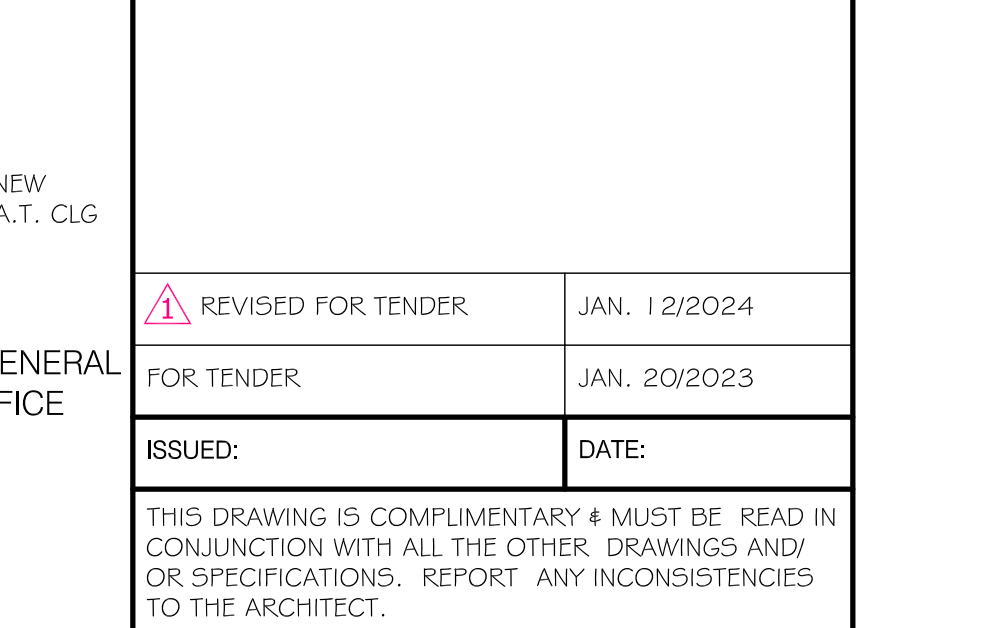 NEW
A.T. CLG
ENERAL
FICE
1 REVISED FOR TENDER JAN. 12/2024
FOR TENDER JAN. 20/2023
ISSUED: DATE:
THIS DRAWING IS COMPLIMENTARY & MUST BE READ IN
CONJUNCTION WITH ALL THE OTHER DRAWINGS AND/
OR SPECIFICATIONS. REPORT ANY INCONSISTENCIES
TO THE ARCHITECT.